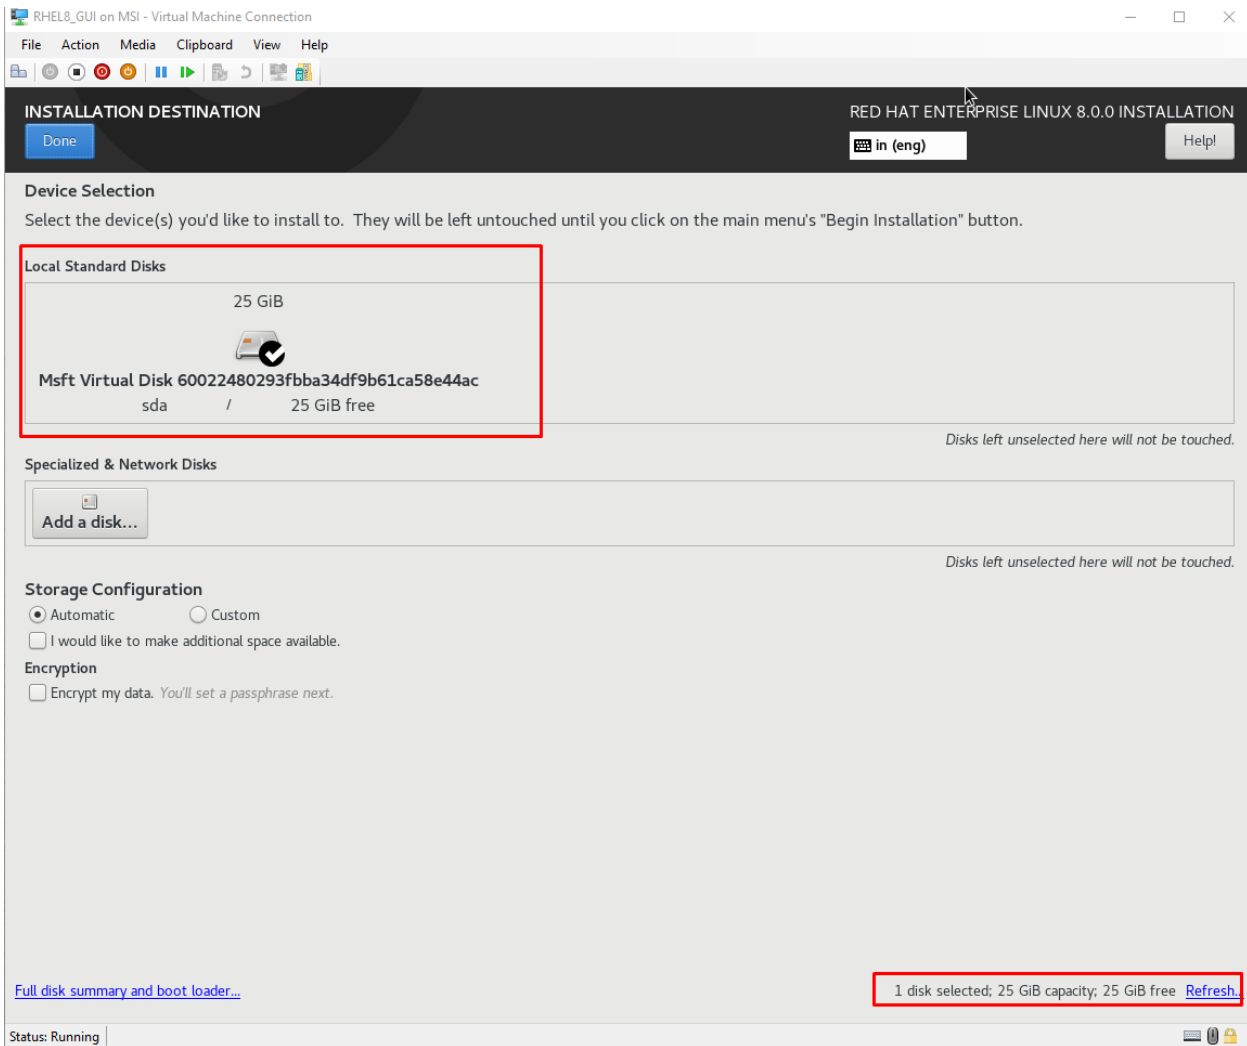 RHEL8_GUI on MSI - Virtual Machine Connection
File Action Media Clipboard View Help
INSTALLATION DESTINATION
RED HAT ENTERPRISE LINUX 8.0.0 INSTALLATION
Done
in (eng)
Help!
Device Selection
Select the device(s) you'd like to install to. They will be left untouched until you click on the main menu's "Begin Installation" button.
Local Standard Disks
25 GiB
Msft Virtual Disk 60022480293fbba34df9b61ca58e44ac
sda / 25 GiB free
Disks left unselected here will not be touched.
Specialized & Network Disks
Add a disk...
Disks left unselected here will not be touched.
Storage Configuration
Automatic Custom
I would like to make additional space available.
Encryption
Encrypt my data. You'll set a passphrase next.
Full disk summary and boot loader...
1 disk selected; 25 GiB capacity; 25 GiB free Refresh...
Status: Running